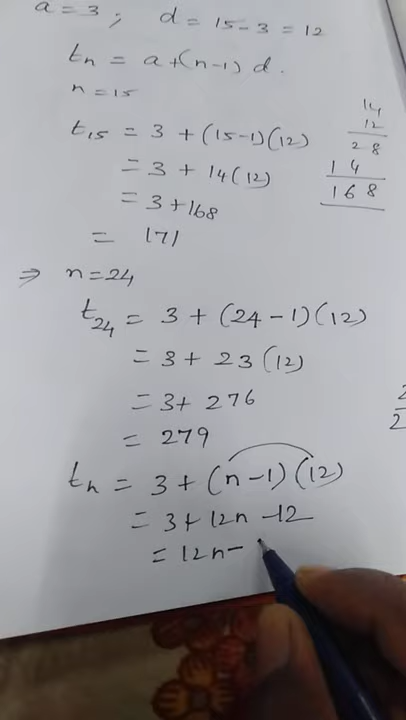 a = 3 ; d = 15 - 3 = 12
tn = a + (n-1) d.
n = 15
t15 = 3 + (15-1)(12)
= 3 + 14(12)
= 3 + 168
= 171
14
12
28
14
168
⇒ n = 24
t24 = 3 + (24 - 1)(12)
= 3 + 23(12)
= 3 + 276
= 279
tn = 3 + (n - 1)(12)
= 3 + 12n - 12
= 12n -